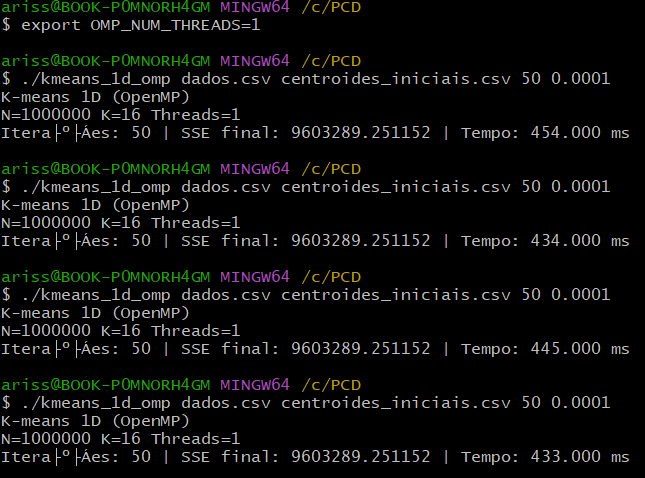 ariss@BOOK-P0MNORH4GM MINGW64 /c/PCD
$ export OMP_NUM_THREADS=1
ariss@BOOK-P0MNORH4GM MINGW64 /c/PCD
$ ./kmeans_1d_omp dados.csv centroides_iniciais.csv 50 0.0001
K-means 1D (OpenMP)
N=1000000 K=16 Threads=1
Itera├º├Áes: 50 | SSE final: 9603289.251152 | Tempo: 454.000 ms
ariss@BOOK-P0MNORH4GM MINGW64 /c/PCD
$ ./kmeans_1d_omp dados.csv centroides_iniciais.csv 50 0.0001
K-means 1D (OpenMP)
N=1000000 K=16 Threads=1
Itera├º├Áes: 50 | SSE final: 9603289.251152 | Tempo: 434.000 ms
ariss@BOOK-P0MNORH4GM MINGW64 /c/PCD
$ ./kmeans_1d_omp dados.csv centroides_iniciais.csv 50 0.0001
K-means 1D (OpenMP)
N=1000000 K=16 Threads=1
Itera├º├Áes: 50 | SSE final: 9603289.251152 | Tempo: 445.000 ms
ariss@BOOK-P0MNORH4GM MINGW64 /c/PCD
$ ./kmeans_1d_omp dados.csv centroides_iniciais.csv 50 0.0001
K-means 1D (OpenMP)
N=1000000 K=16 Threads=1
Itera├º├Áes: 50 | SSE final: 9603289.251152 | Tempo: 433.000 ms